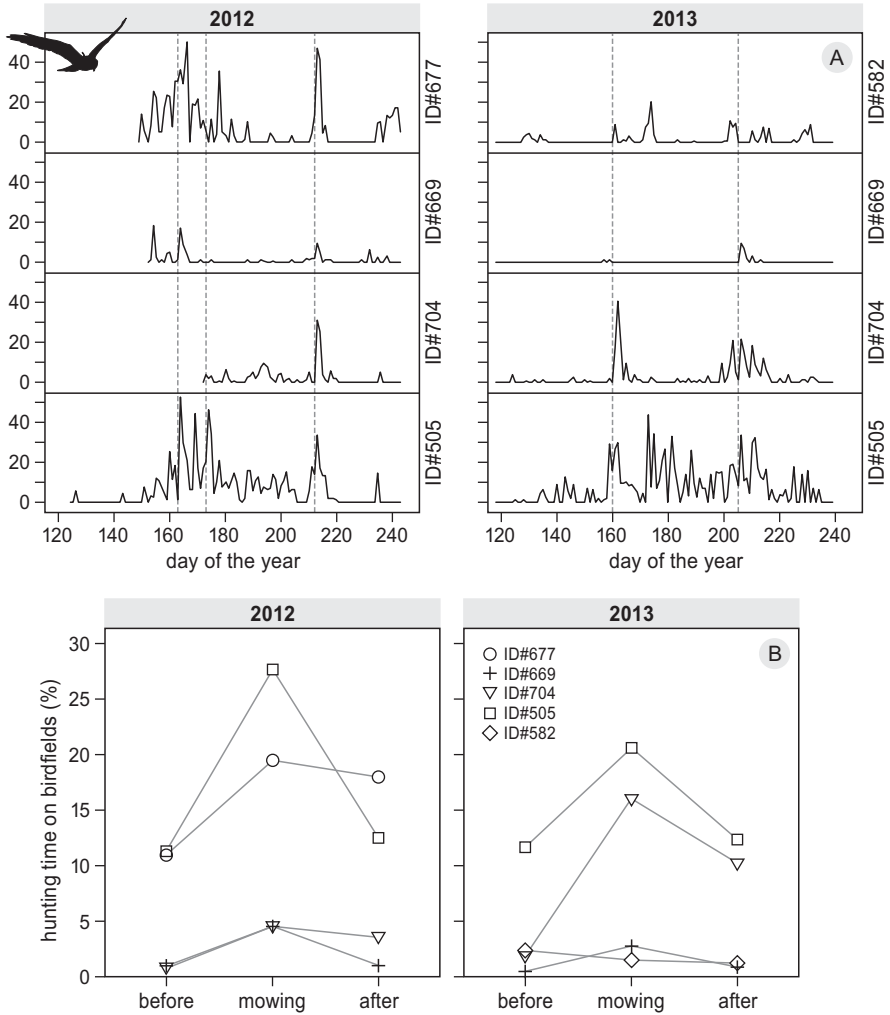 2012
2013
A
40
20
0
ID#677
ID#582
40
20
0
ID#669
ID#669
40
20
0
ID#704
ID#704
40
20
0
ID#505
ID#505
120 140 160 180 200 220 240
120 140 160 180 200 220 240
day of the year
day of the year
2012
2013
B
hunting time on birdfields (%)
30
25
20
15
10
5
0
ID#677
ID#669
ID#704
ID#505
ID#582
before mowing after
before mowing after